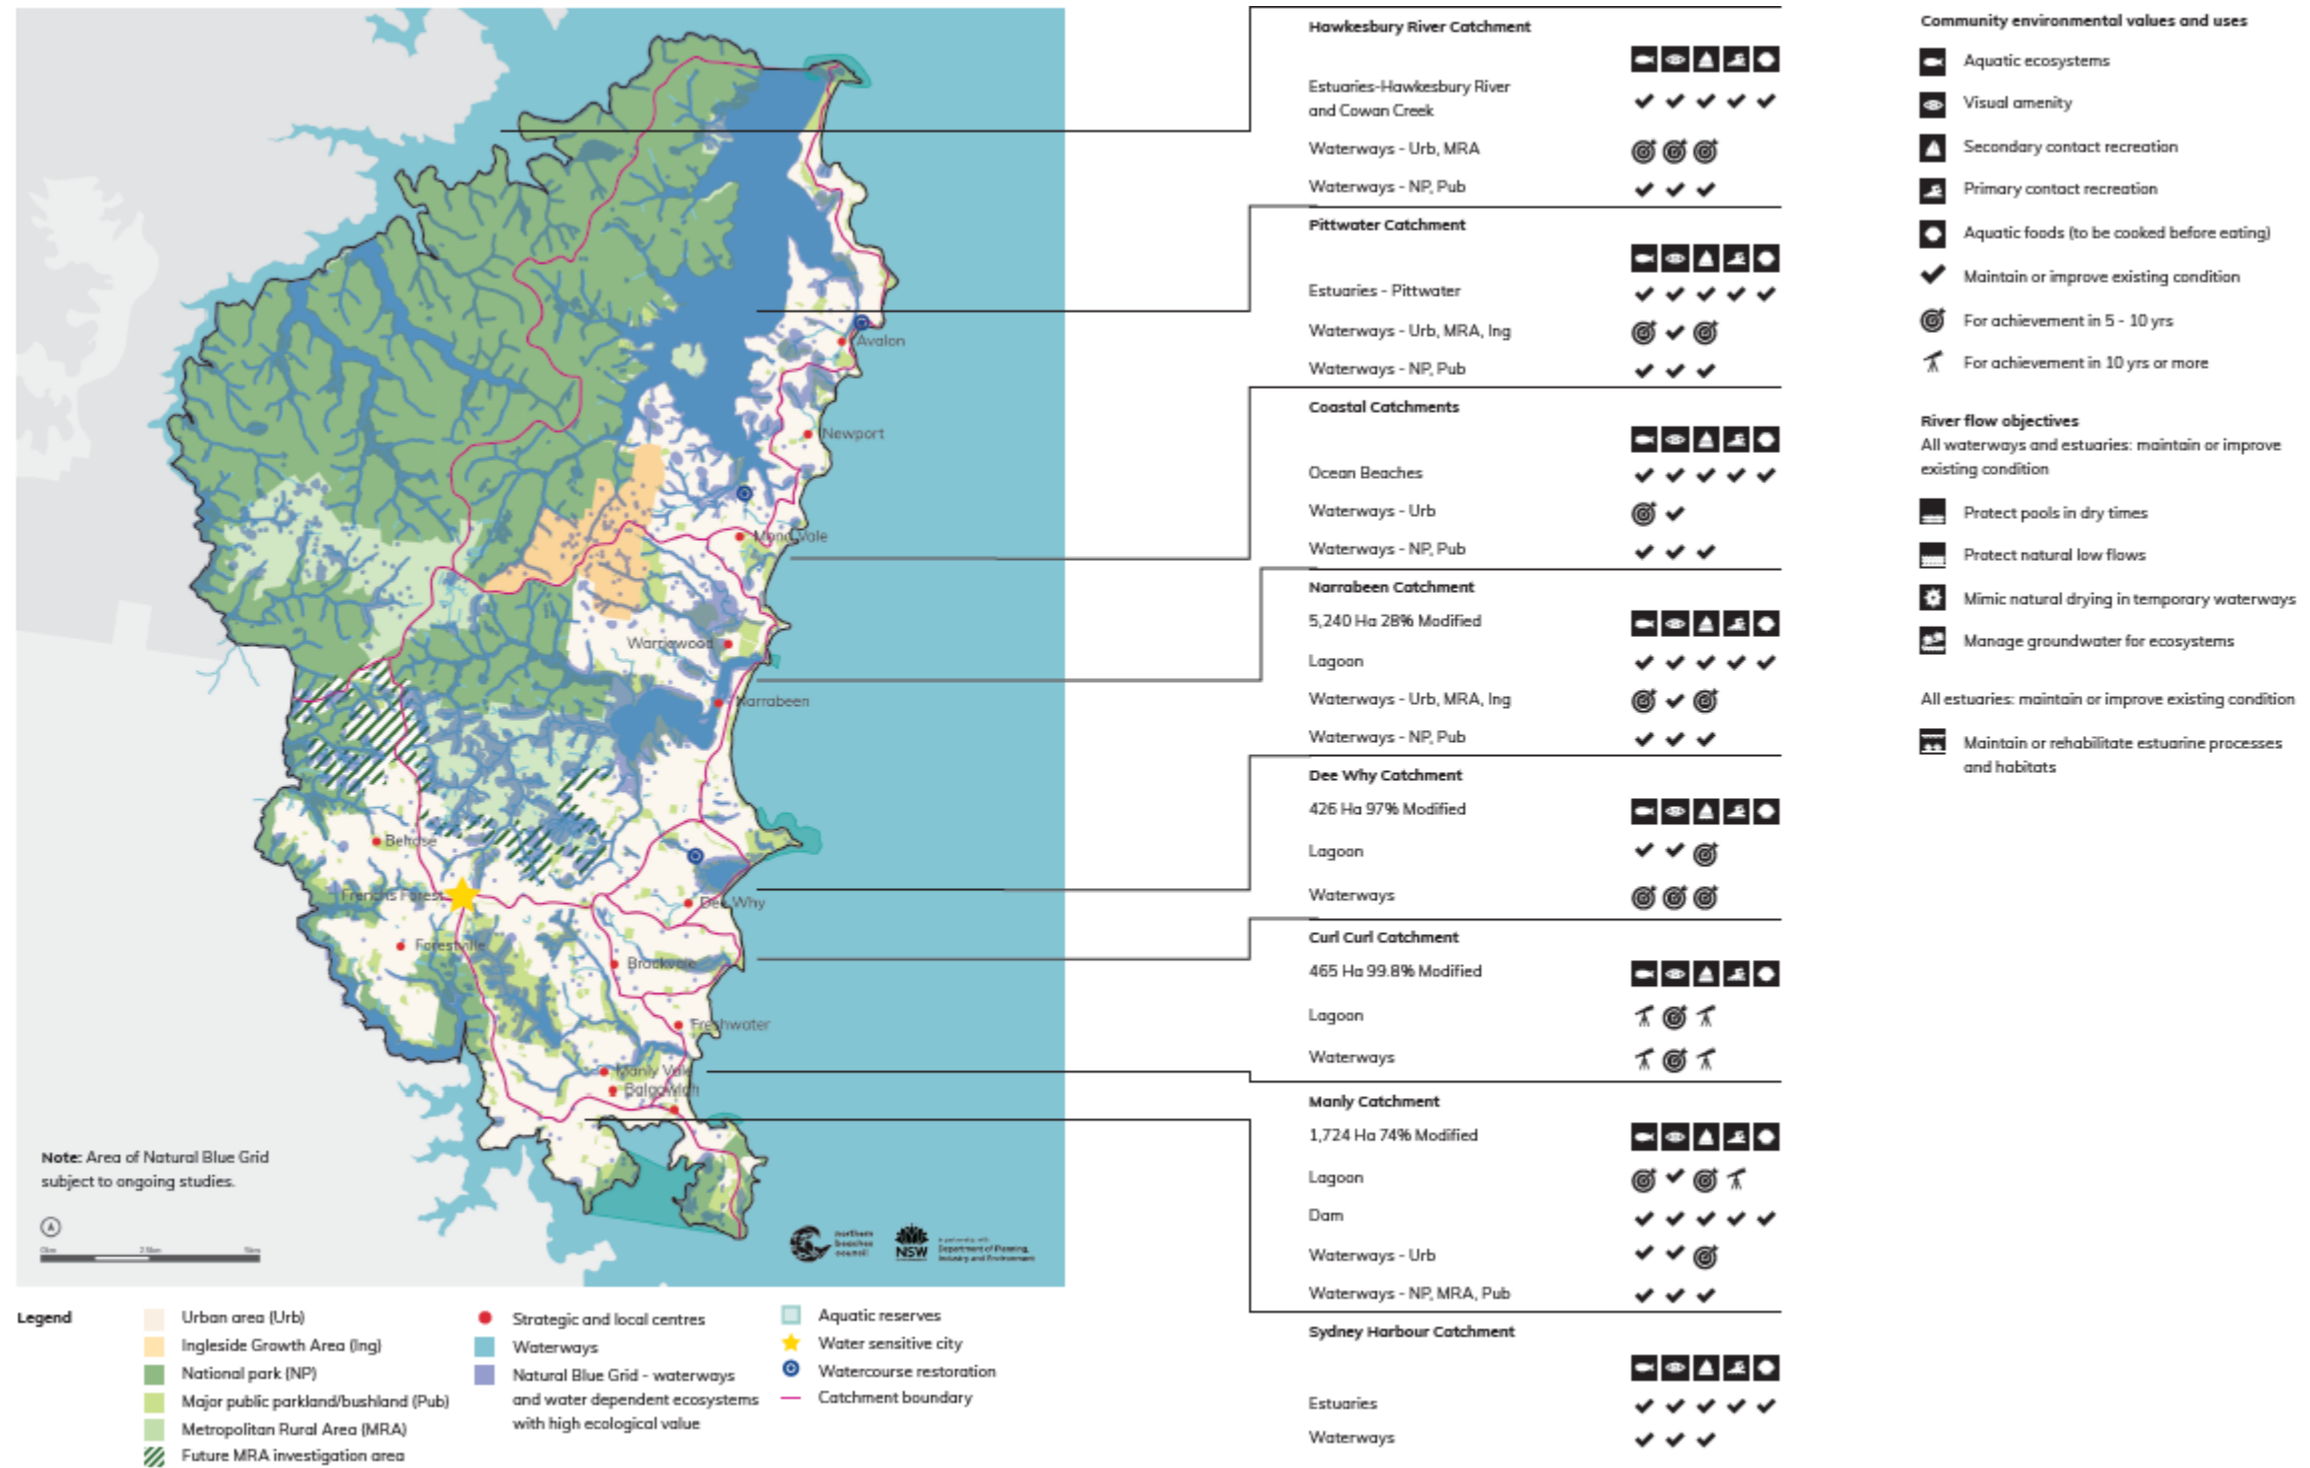 Avalon
Newport
Mona Vale
Warriewood
Narrabeen
Belrose
Frenchs Forest
Dee Why
Forestville
Brookvale
Freshwater
Manly Vale
Balgowlah
Note: Area of Natural Blue Grid
subject to ongoing studies.
0km 2.5km 5km
northern
beaches
council
NSW
Department of Planning,
Industry and Environment
Legend
Urban area (Urb)
Ingleside Growth Area (Ing)
National park (NP)
Major public parkland/bushland (Pub)
Metropolitan Rural Area (MRA)
Future MRA investigation area
Strategic and local centres
Waterways
Natural Blue Grid - waterways
and water dependent ecosystems
with high ecological value
Aquatic reserves
Water sensitive city
Watercourse restoration
Catchment boundary
Hawkesbury River Catchment
Estuaries-Hawkesbury River
and Cowan Creek
Waterways - Urb, MRA
Waterways - NP, Pub
Pittwater Catchment
Estuaries - Pittwater
Waterways - Urb, MRA, Ing
Waterways - NP, Pub
Coastal Catchments
Ocean Beaches
Waterways - Urb
Waterways - NP, Pub
Narrabeen Catchment
5,240 Ha 28% Modified
Lagoon
Waterways - Urb, MRA, Ing
Waterways - NP, Pub
Dee Why Catchment
426 Ha 97% Modified
Lagoon
Waterways
Curl Curl Catchment
465 Ha 99.8% Modified
Lagoon
Waterways
Manly Catchment
1,724 Ha 74% Modified
Lagoon
Dam
Waterways - Urb
Waterways - NP, MRA, Pub
Sydney Harbour Catchment
Estuaries
Waterways
Community environmental values and uses
Aquatic ecosystems
Visual amenity
Secondary contact recreation
Primary contact recreation
Aquatic foods (to be cooked before eating)
Maintain or improve existing condition
For achievement in 5 - 10 yrs
For achievement in 10 yrs or more
River flow objectives
All waterways and estuaries: maintain or improve
existing condition
Protect pools in dry times
Protect natural low flows
Mimic natural drying in temporary waterways
Manage groundwater for ecosystems
All estuaries: maintain or improve existing condition
Maintain or rehabilitate estuarine processes
and habitats